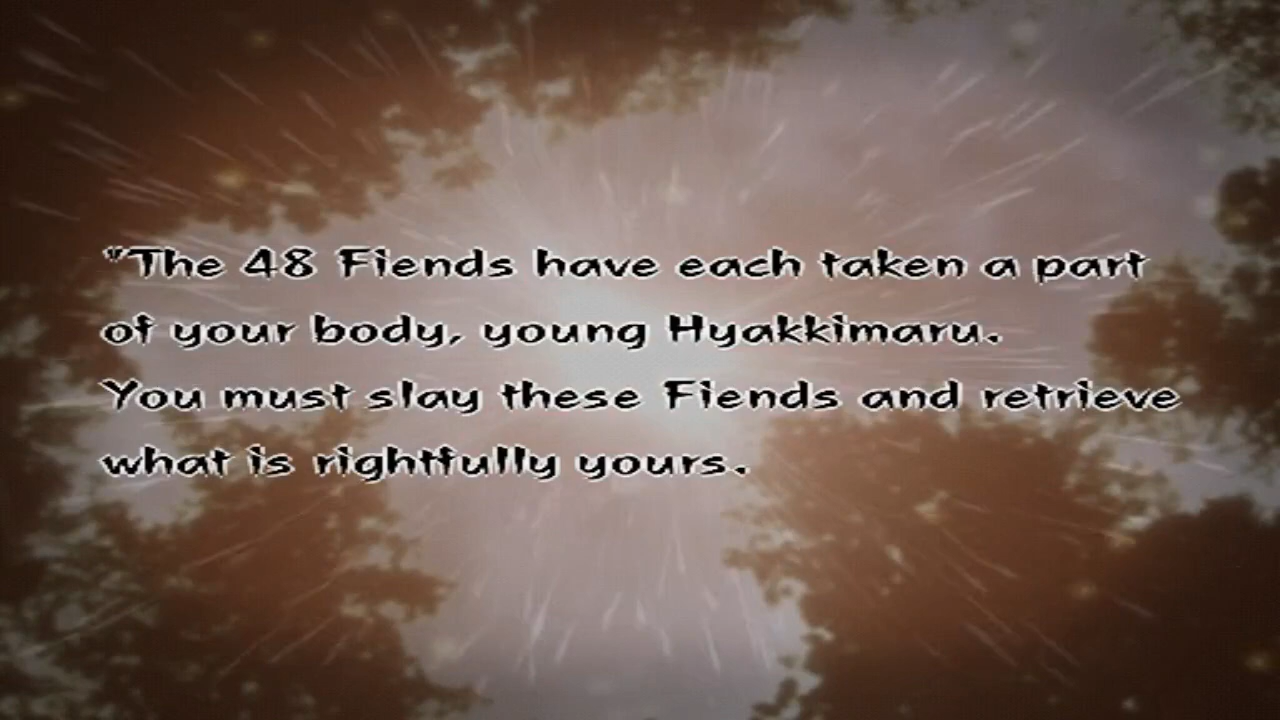 "The 48 Fiends have each taken a part
of your body, young Hyakkimaru.
You must slay these Fiends and retrieve
what is rightfully yours.